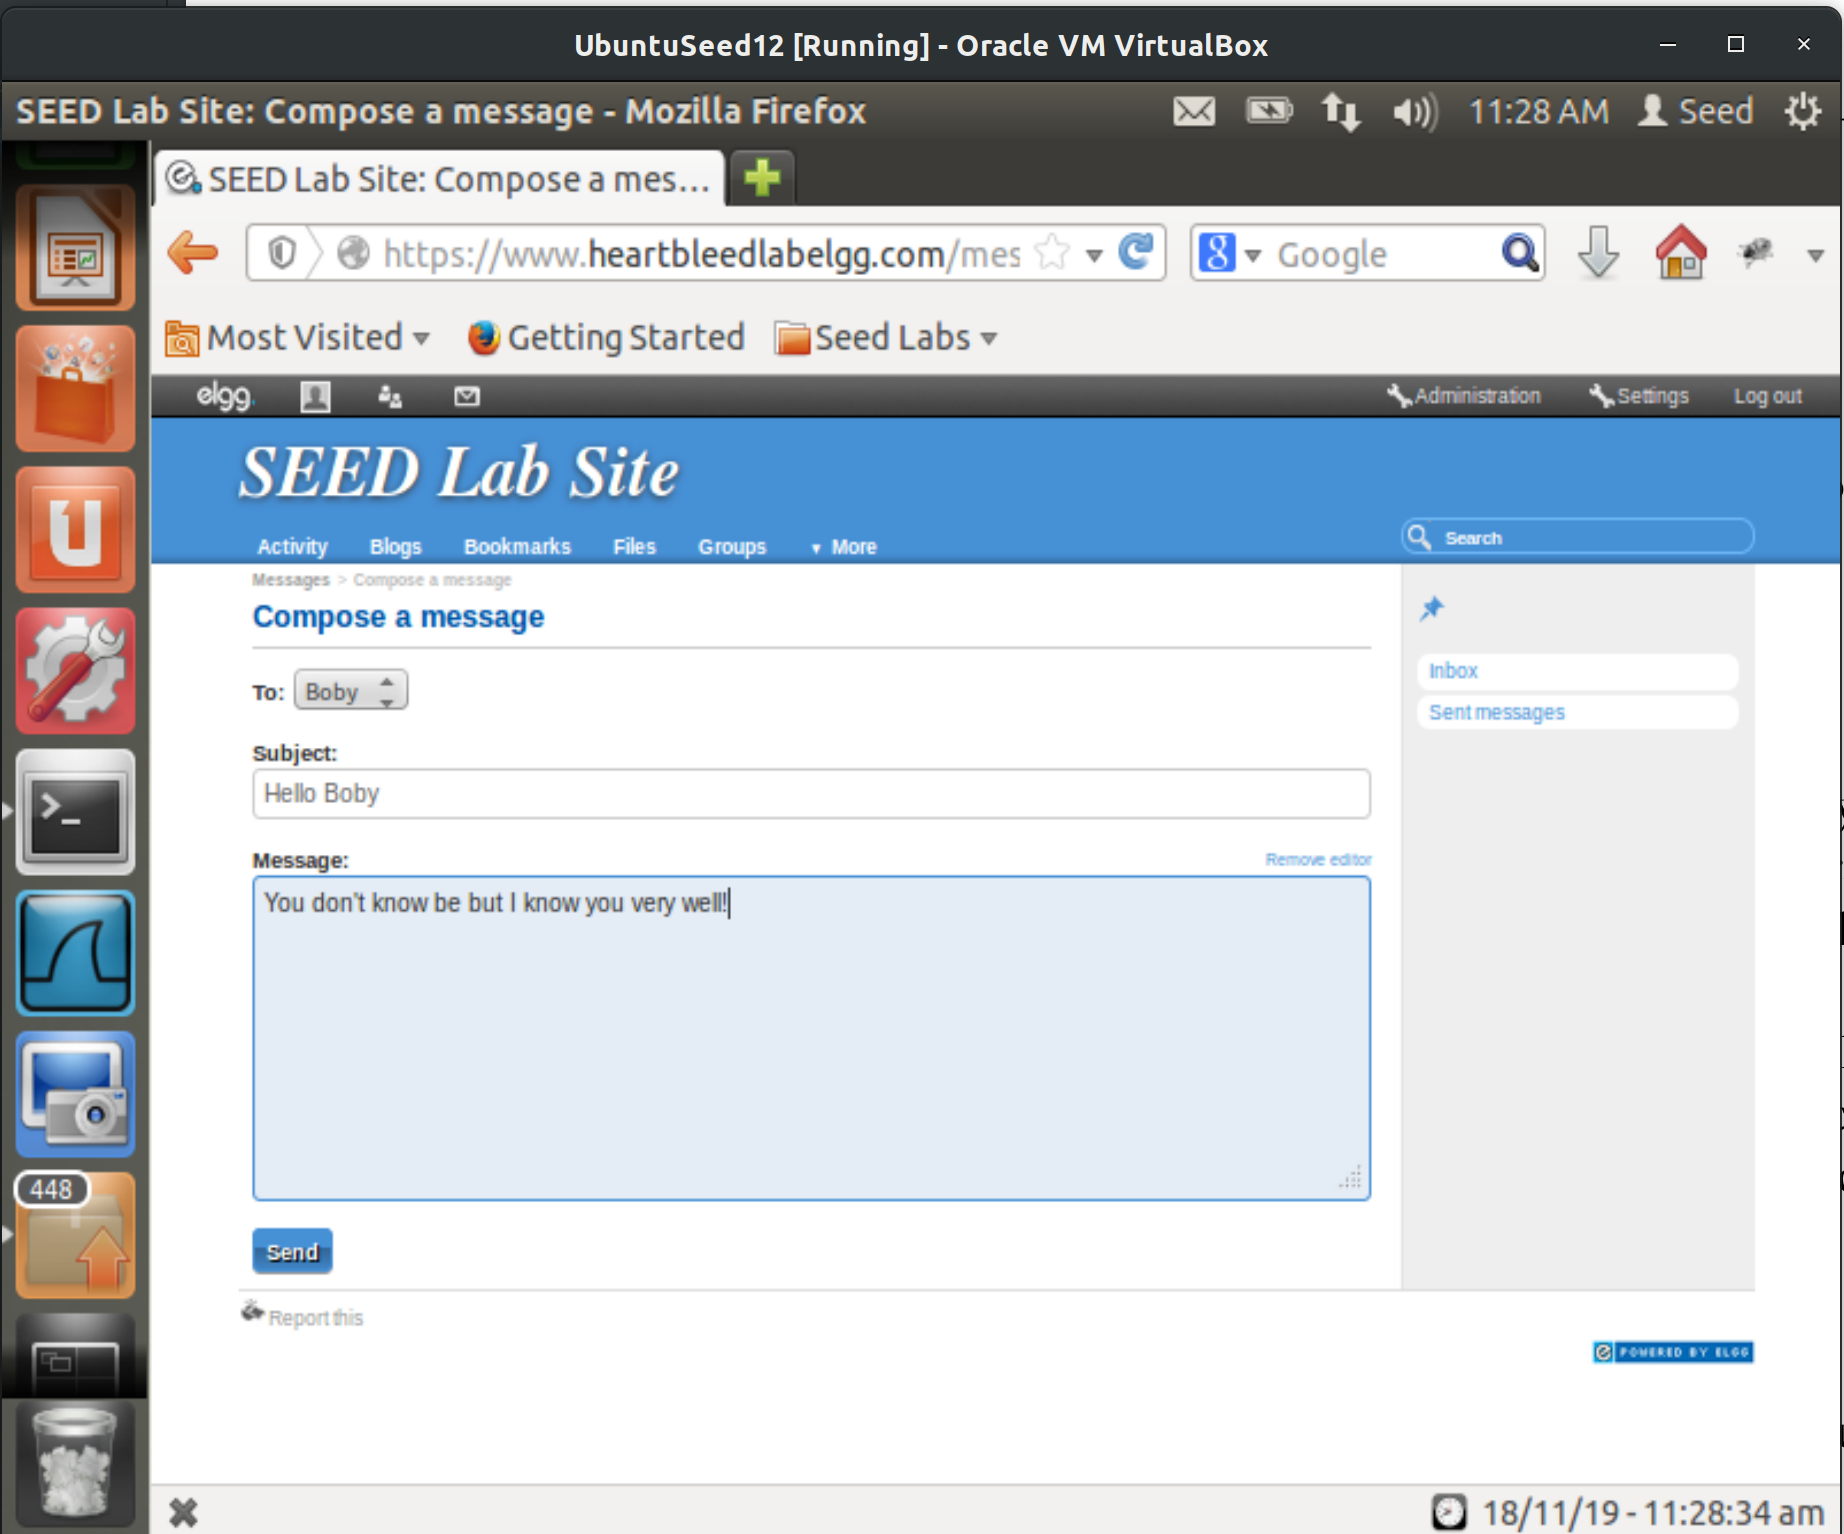 UbuntuSeed12 [Running] - Oracle VM VirtualBox
SEED Lab Site: Compose a message - Mozilla Firefox
11:28 AM Seed
SEED Lab Site: Compose a mes...
https://www.heartbleedlabelgg.com/mes
Google
Most Visited Getting Started Seed Labs
elgg. Administration Settings Log out
SEED Lab Site
Activity Blogs Bookmarks Files Groups More
Search
Messages > Compose a message
Compose a message
Inbox
To: Boby
Sent messages
Subject:
Hello Boby
Message: Remove editor
You don't know be but I know you very well!
448
Send
Report this
POWERED BY ELGG
18/11/19 - 11:28:34 am